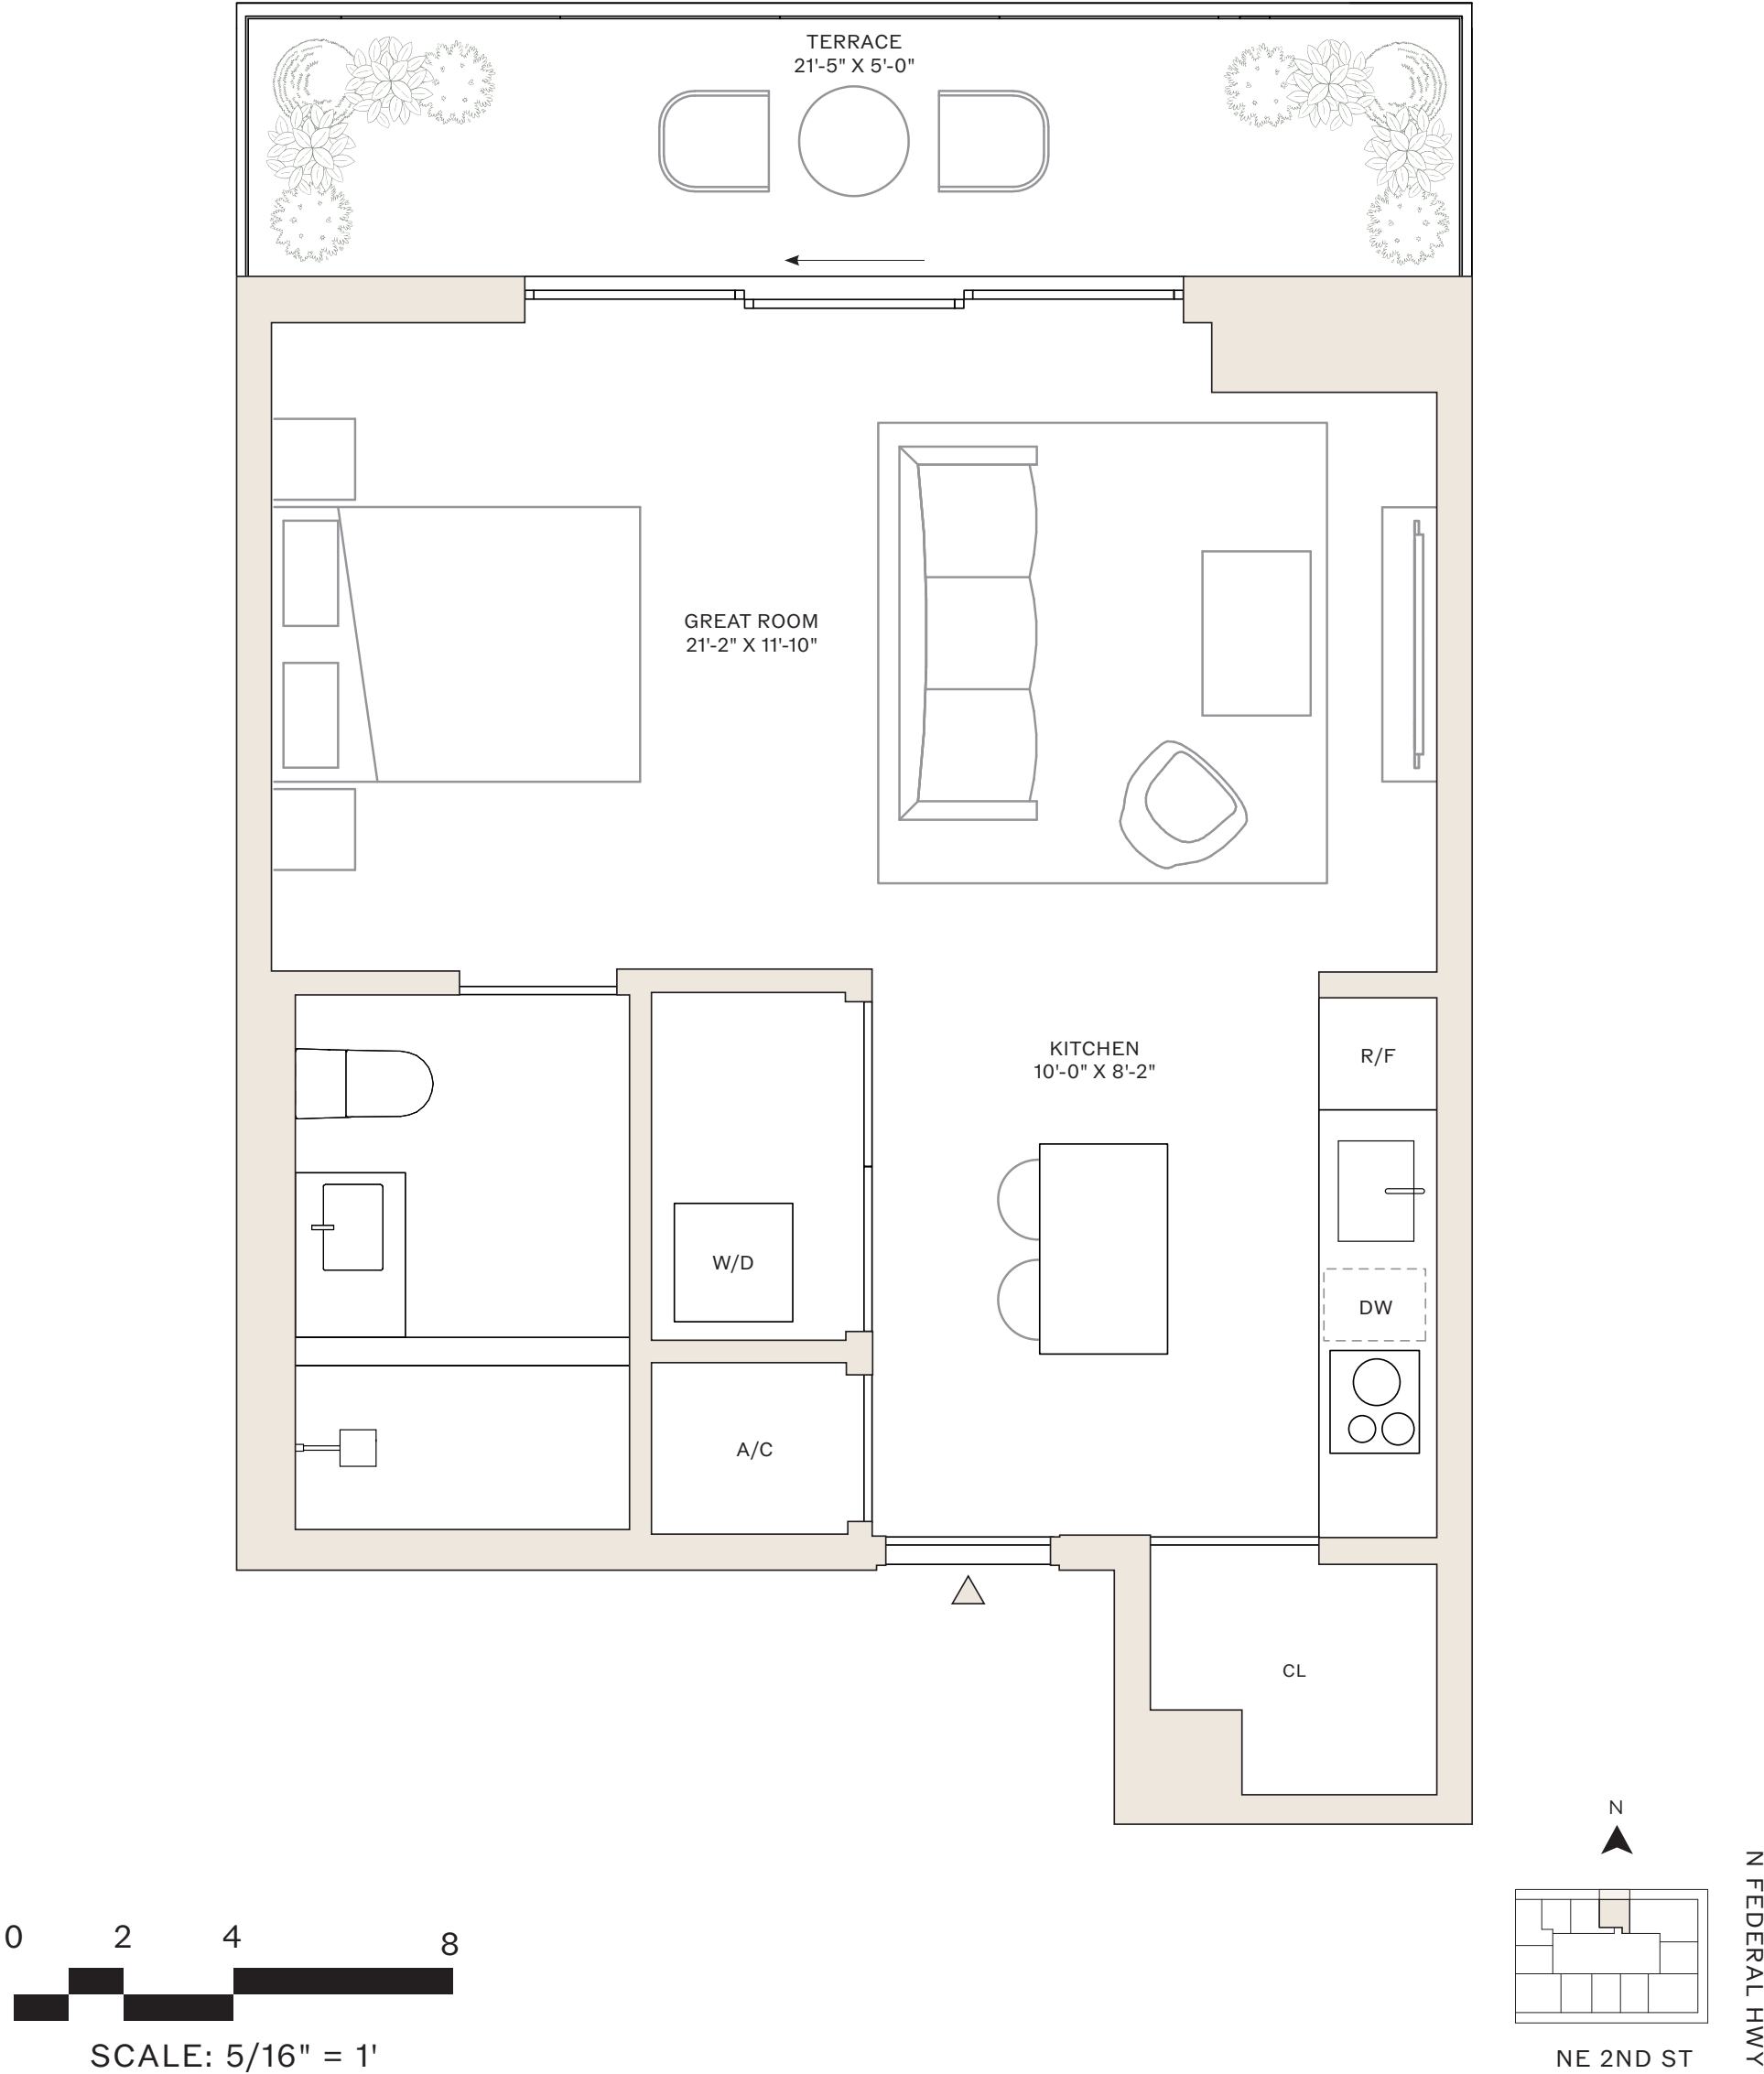 TERRACE
21'-5" X 5'-0"
GREAT ROOM
21'-2" X 11'-10"
KITCHEN
10'-0" X 8'-2"
R/F
W/D
DW
A/C
CL
N
N FEDERAL HWY
0 2 4 8
SCALE: 5/16" = 1'
NE 2ND ST